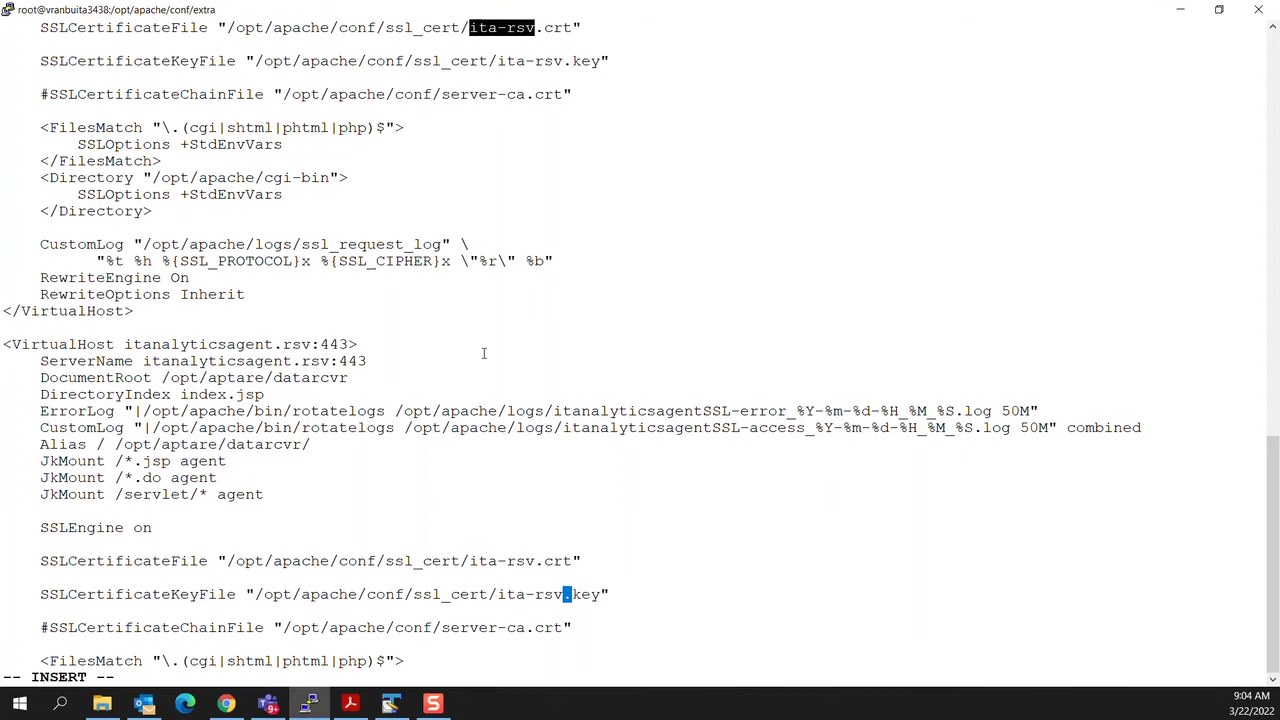 root@vranbuita3438:/opt/apache/conf/extra
SSLCertificateFile "/opt/apache/conf/ssl_cert/ita-rsv.crt"
SSLCertificateKeyFile "/opt/apache/conf/ssl_cert/ita-rsv.key"
#SSLCertificateChainFile "/opt/apache/conf/server-ca.crt"
<FilesMatch "\.(cgi|shtml|phtml|php)$">
SSLOptions +StdEnvVars
</FilesMatch>
<Directory "/opt/apache/cgi-bin">
SSLOptions +StdEnvVars
</Directory>
CustomLog "/opt/apache/logs/ssl_request_log" \
"%t %h %{SSL_PROTOCOL}x %{SSL_CIPHER}x \"%r\" %b"
RewriteEngine On
RewriteOptions Inherit
</VirtualHost>
<VirtualHost itanalyticsagent.rsv:443>
ServerName itanalyticsagent.rsv:443
DocumentRoot /opt/aptare/datarcvr
DirectoryIndex index.jsp
ErrorLog "|/opt/apache/bin/rotatelogs /opt/apache/logs/itanalyticsagentSSL-error_%Y-%m-%d-%H_%M_%S.log 50M"
CustomLog "|/opt/apache/bin/rotatelogs /opt/apache/logs/itanalyticsagentSSL-access_%Y-%m-%d-%H_%M_%S.log 50M" combined
Alias / /opt/aptare/datarcvr/
JkMount /*.jsp agent
JkMount /*.do agent
JkMount /servlet/* agent
SSLEngine on
SSLCertificateFile "/opt/apache/conf/ssl_cert/ita-rsv.crt"
SSLCertificateKeyFile "/opt/apache/conf/ssl_cert/ita-rsv.key"
#SSLCertificateChainFile "/opt/apache/conf/server-ca.crt"
<FilesMatch "\.(cgi|shtml|phtml|php)$">
-- INSERT --
9:04 AM
3/22/2022